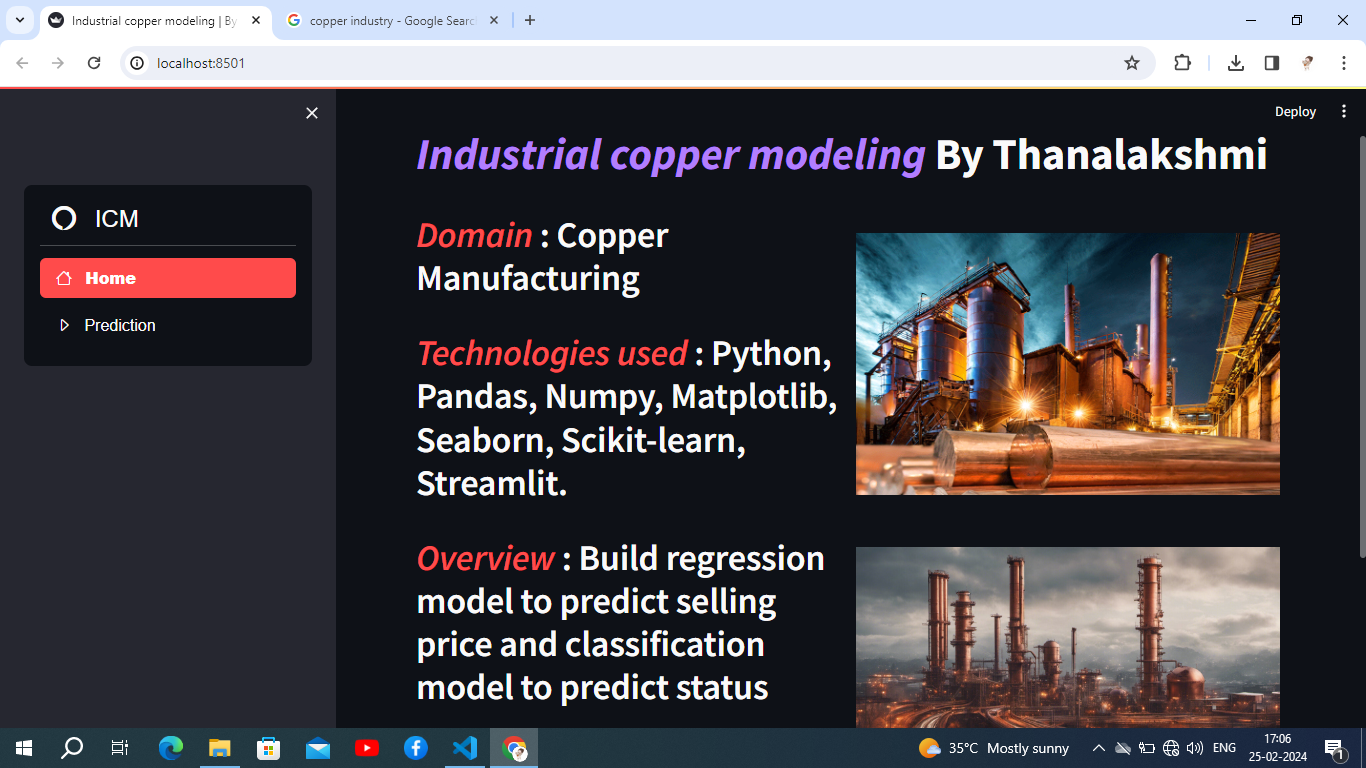 Industrial copper modeling | By
copper industry - Google Searc
localhost:8501
Deploy
ICM
Home
Prediction
Industrial copper modeling By Thanalakshmi
Domain : Copper
Manufacturing
Technologies used : Python,
Pandas, Numpy, Matplotlib,
Seaborn, Scikit-learn,
Streamlit.
Overview : Build regression
model to predict selling
price and classification
model to predict status
35°C Mostly sunny
ENG
17:06
25-02-2024
1